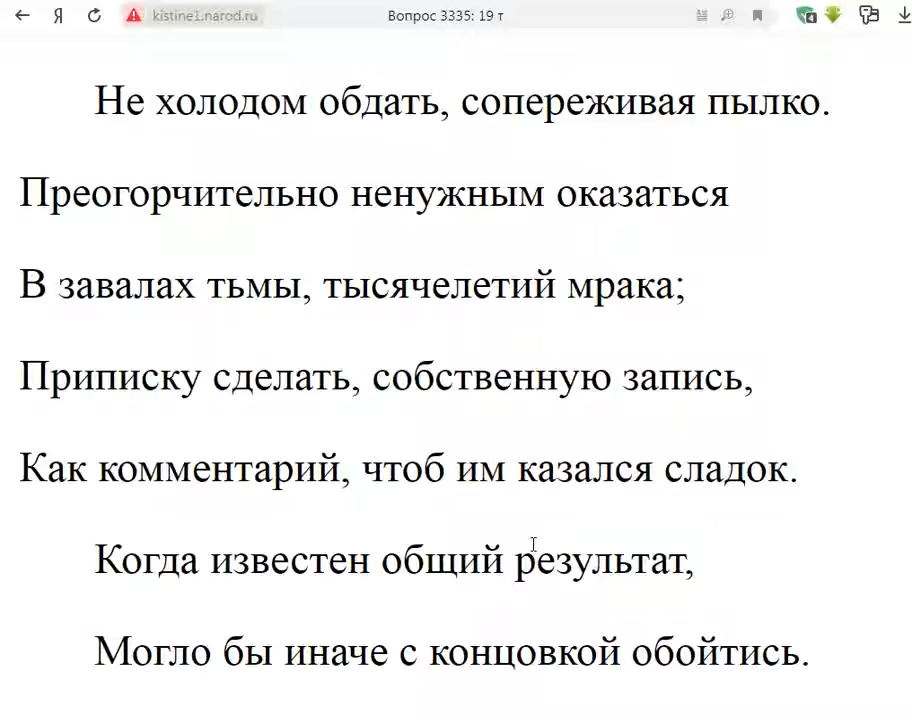 Я kistine1.narod.ru Вопрос 3335: 19 т
Не холодом обдать, сопереживая пылко.
Преогорчительно ненужным оказаться
В завалах тьмы, тысячелетий мрака;
Приписку сделать, собственную запись,
Как комментарий, чтоб им казался сладок.
Когда известен общий результат,
Могло бы иначе с концовкой обойтись.